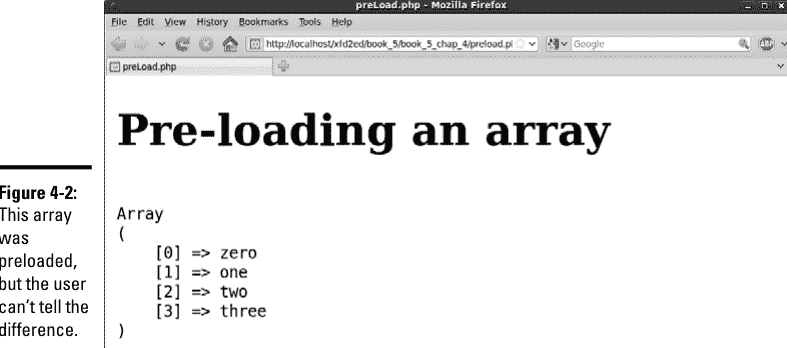 preLoad.php - Mozilla Firefox
File Edit View History Bookmarks Tools Help
http://localhost/xfd2ed/book_5/book_5_chap_4/preload.pl
Google
ABP
preLoad.php
Pre-loading an array
Array
(
[0] => zero
[1] => one
[2] => two
[3] => three
)
Figure 4-2:
This array
was
preloaded,
but the user
can't tell the
difference.